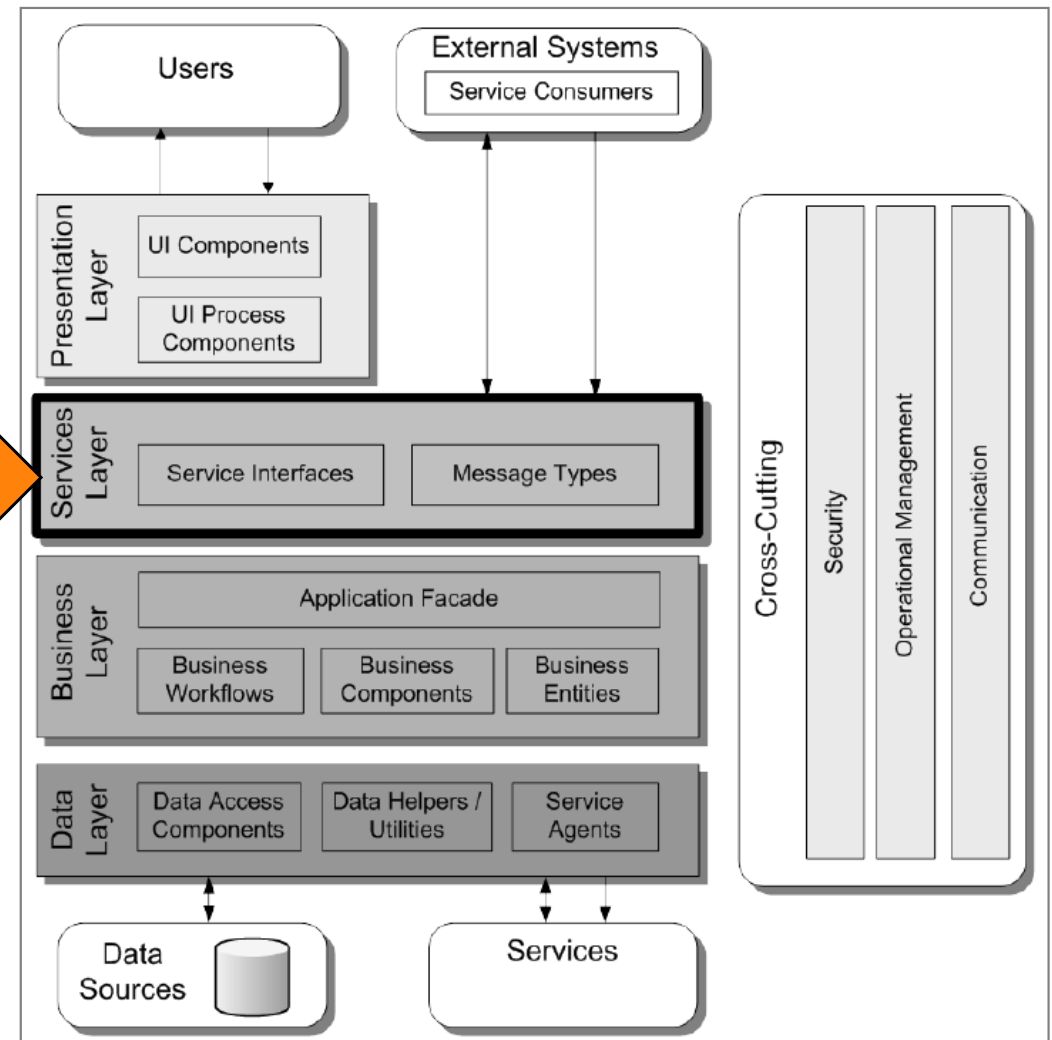 Users
External Systems
Service Consumers
Presentation
Layer
UI Components
UI Process
Components
Services
Layer
Service Interfaces
Message Types
Business
Layer
Application Facade
Business
Workflows
Business
Components
Business
Entities
Data
Layer
Data Access
Components
Data Helpers /
Utilities
Service
Agents
Data
Sources
Services
Cross-Cutting
Security
Operational Management
Communication